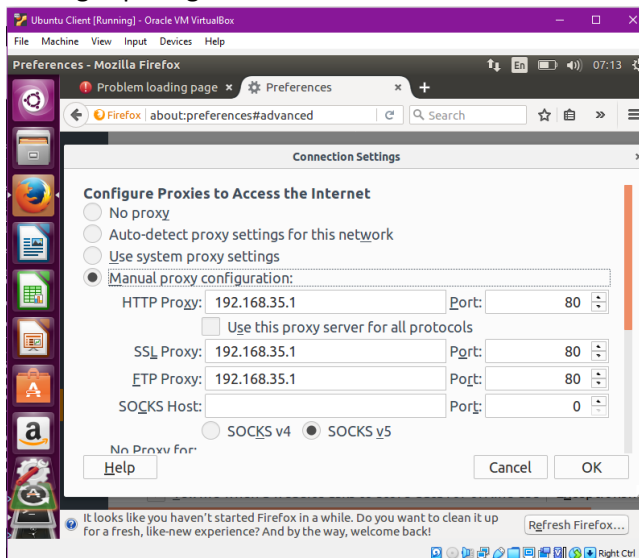 Ubuntu Client [Running] - Oracle VM VirtualBox
File Machine View Input Devices Help
Preferences - Mozilla Firefox En 07:13
Problem loading page × Preferences × +
Firefox about:preferences#advanced Search
Connection Settings
Configure Proxies to Access the Internet
No proxy
Auto-detect proxy settings for this network
Use system proxy settings
Manual proxy configuration:
HTTP Proxy: 192.168.35.1 Port: 80
Use this proxy server for all protocols
SSL Proxy: 192.168.35.1 Port: 80
FTP Proxy: 192.168.35.1 Port: 80
SOCKS Host: Port: 0
SOCKS v4 SOCKS v5
No Proxy for:
Help Cancel OK
It looks like you haven't started Firefox in a while. Do you want to clean it up
for a fresh, like-new experience? And by the way, welcome back!
Refresh Firefox...
Right Ctrl